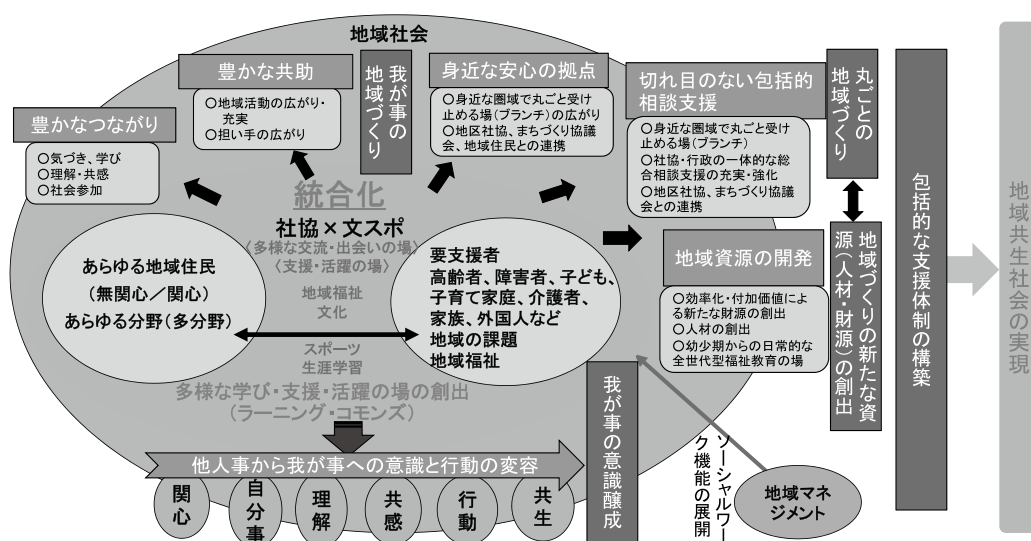 地域社会
豊かなつながり
〇気づき、学び
〇理解・共感
〇社会参加
豊かな共助
〇地域活動の広がり・
充実
〇担い手の広がり
我が事の
地域づくり
身近な安心の拠点
〇身近な圏域で丸ごと受け
止める場(ブランチ)の広がり
〇地区社協、まちづくり協議
会、地域住民との連携
切れ目のない包括的
相談支援
〇身近な圏域で丸ごと受け
止める場(ブランチ)
〇社協・行政の一体的な総
合相談支援の充実・強化
〇地区社協、まちづくり協議
会との連携
丸ごとの
地域づくり
統合化
社協×文スポ
〈多様な交流・出会いの場〉
〈支援・活躍の場〉
地域福祉
文化
スポーツ
生涯学習
あらゆる地域住民
(無関心/関心)
あらゆる分野(多分野)
要支援者
高齢者、障害者、子ども、
子育て家庭、介護者、
家族、外国人など
地域の課題
地域福祉
多様な学び・支援・活躍の場の創出
(ラーニング・コモンズ)
地域資源の開発
〇効率化・付加価値によ
る新たな財源の創出
〇人材の創出
〇幼少期からの日常的な
全世代型福祉教育の場
地域づくりの新たな資
源(人材・財源)の創出
包括的な支援体制の構築
地域共生社会の実現
他人事から我が事への意識と行動の変容
関心
自分事
理解
共感
行動
共生
我が事の意識醸成
ソーシャルワー
ク機能の展開
地域マネ
ジメント